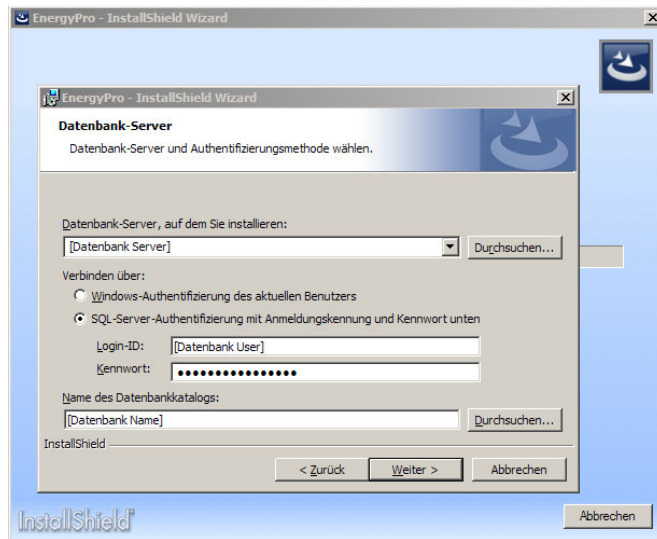 EnergyPro - InstallShield Wizard
EnergyPro - InstallShield Wizard
Datenbank-Server
Datenbank-Server und Authentifizierungsmethode wählen.
Datenbank-Server, auf dem Sie installieren:
[Datenbank Server]
Durchsuchen...
Verbinden über:
Windows-Authentifizierung des aktuellen Benutzers
SQL-Server-Authentifizierung mit Anmeldungskennung und Kennwort unten
Login-ID: [Datenbank User]
Kennwort: ●●●●●●●●●●●●●●●●
Name des Datenbankkatalogs:
[Datenbank Name]
Durchsuchen...
InstallShield
< Zurück Weiter > Abbrechen
InstallShield Abbrechen